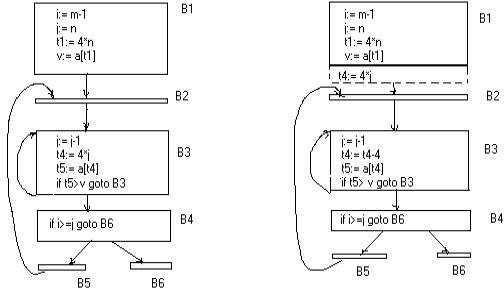 i:= m-1
j:= n
t1:= 4*n
v:= a[t1]
B1
B2
j:= j-1
t4:= 4*j
t5:= a[t4]
if t5> v goto B3
B3
if i>=j goto B6
B4
B5
B6
i:= m-1
j:= n
t1:= 4*n
v:= a[t1]
B1
t4:= 4*j
B2
j:= j-1
t4:= t4-4
t5:= a[t4]
if t5> v goto B3
B3
if i>=j goto B6
B4
B5
B6